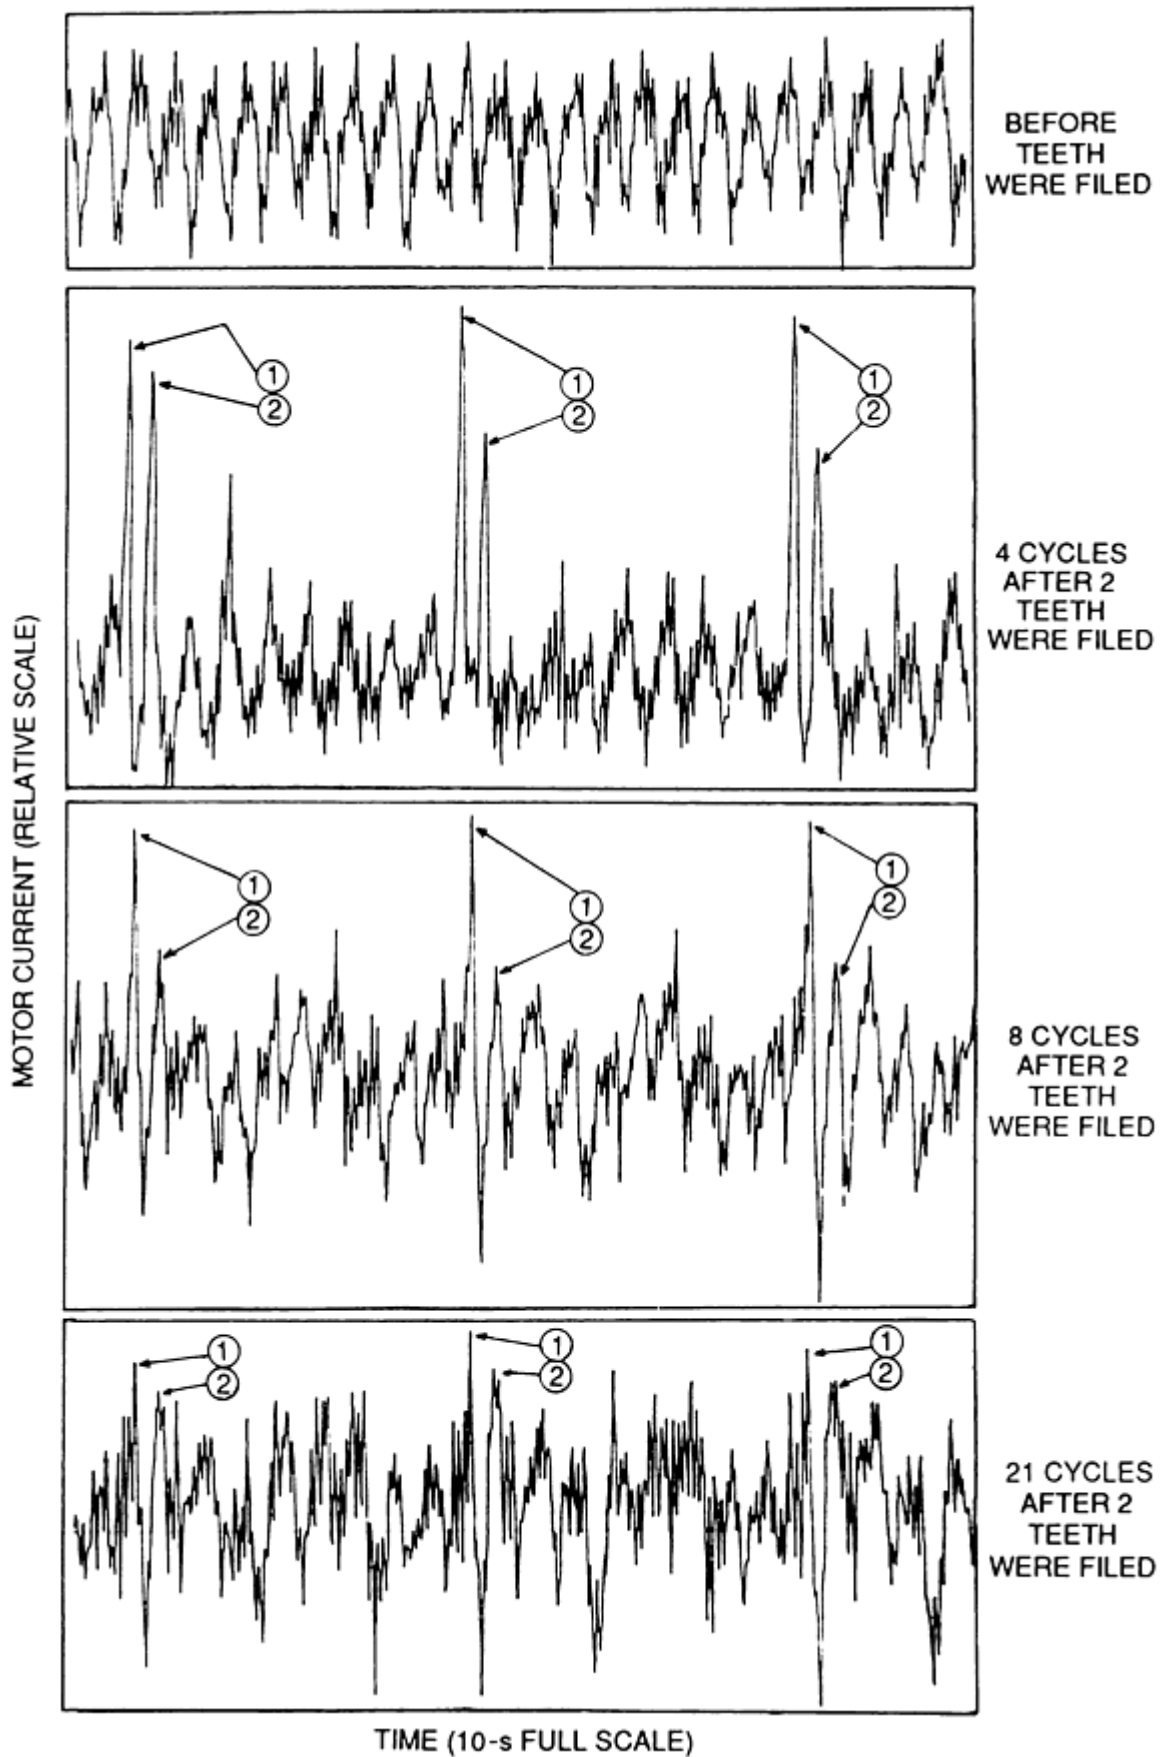 BEFORE
TEETH
WERE FILED
1
2
1
2
1
2
4 CYCLES
AFTER 2
TEETH
WERE FILED
MOTOR CURRENT (RELATIVE SCALE)
1
2
1
2
1
2
8 CYCLES
AFTER 2
TEETH
WERE FILED
1
2
1
2
1
2
21 CYCLES
AFTER 2
TEETH
WERE FILED
TIME (10-s FULL SCALE)